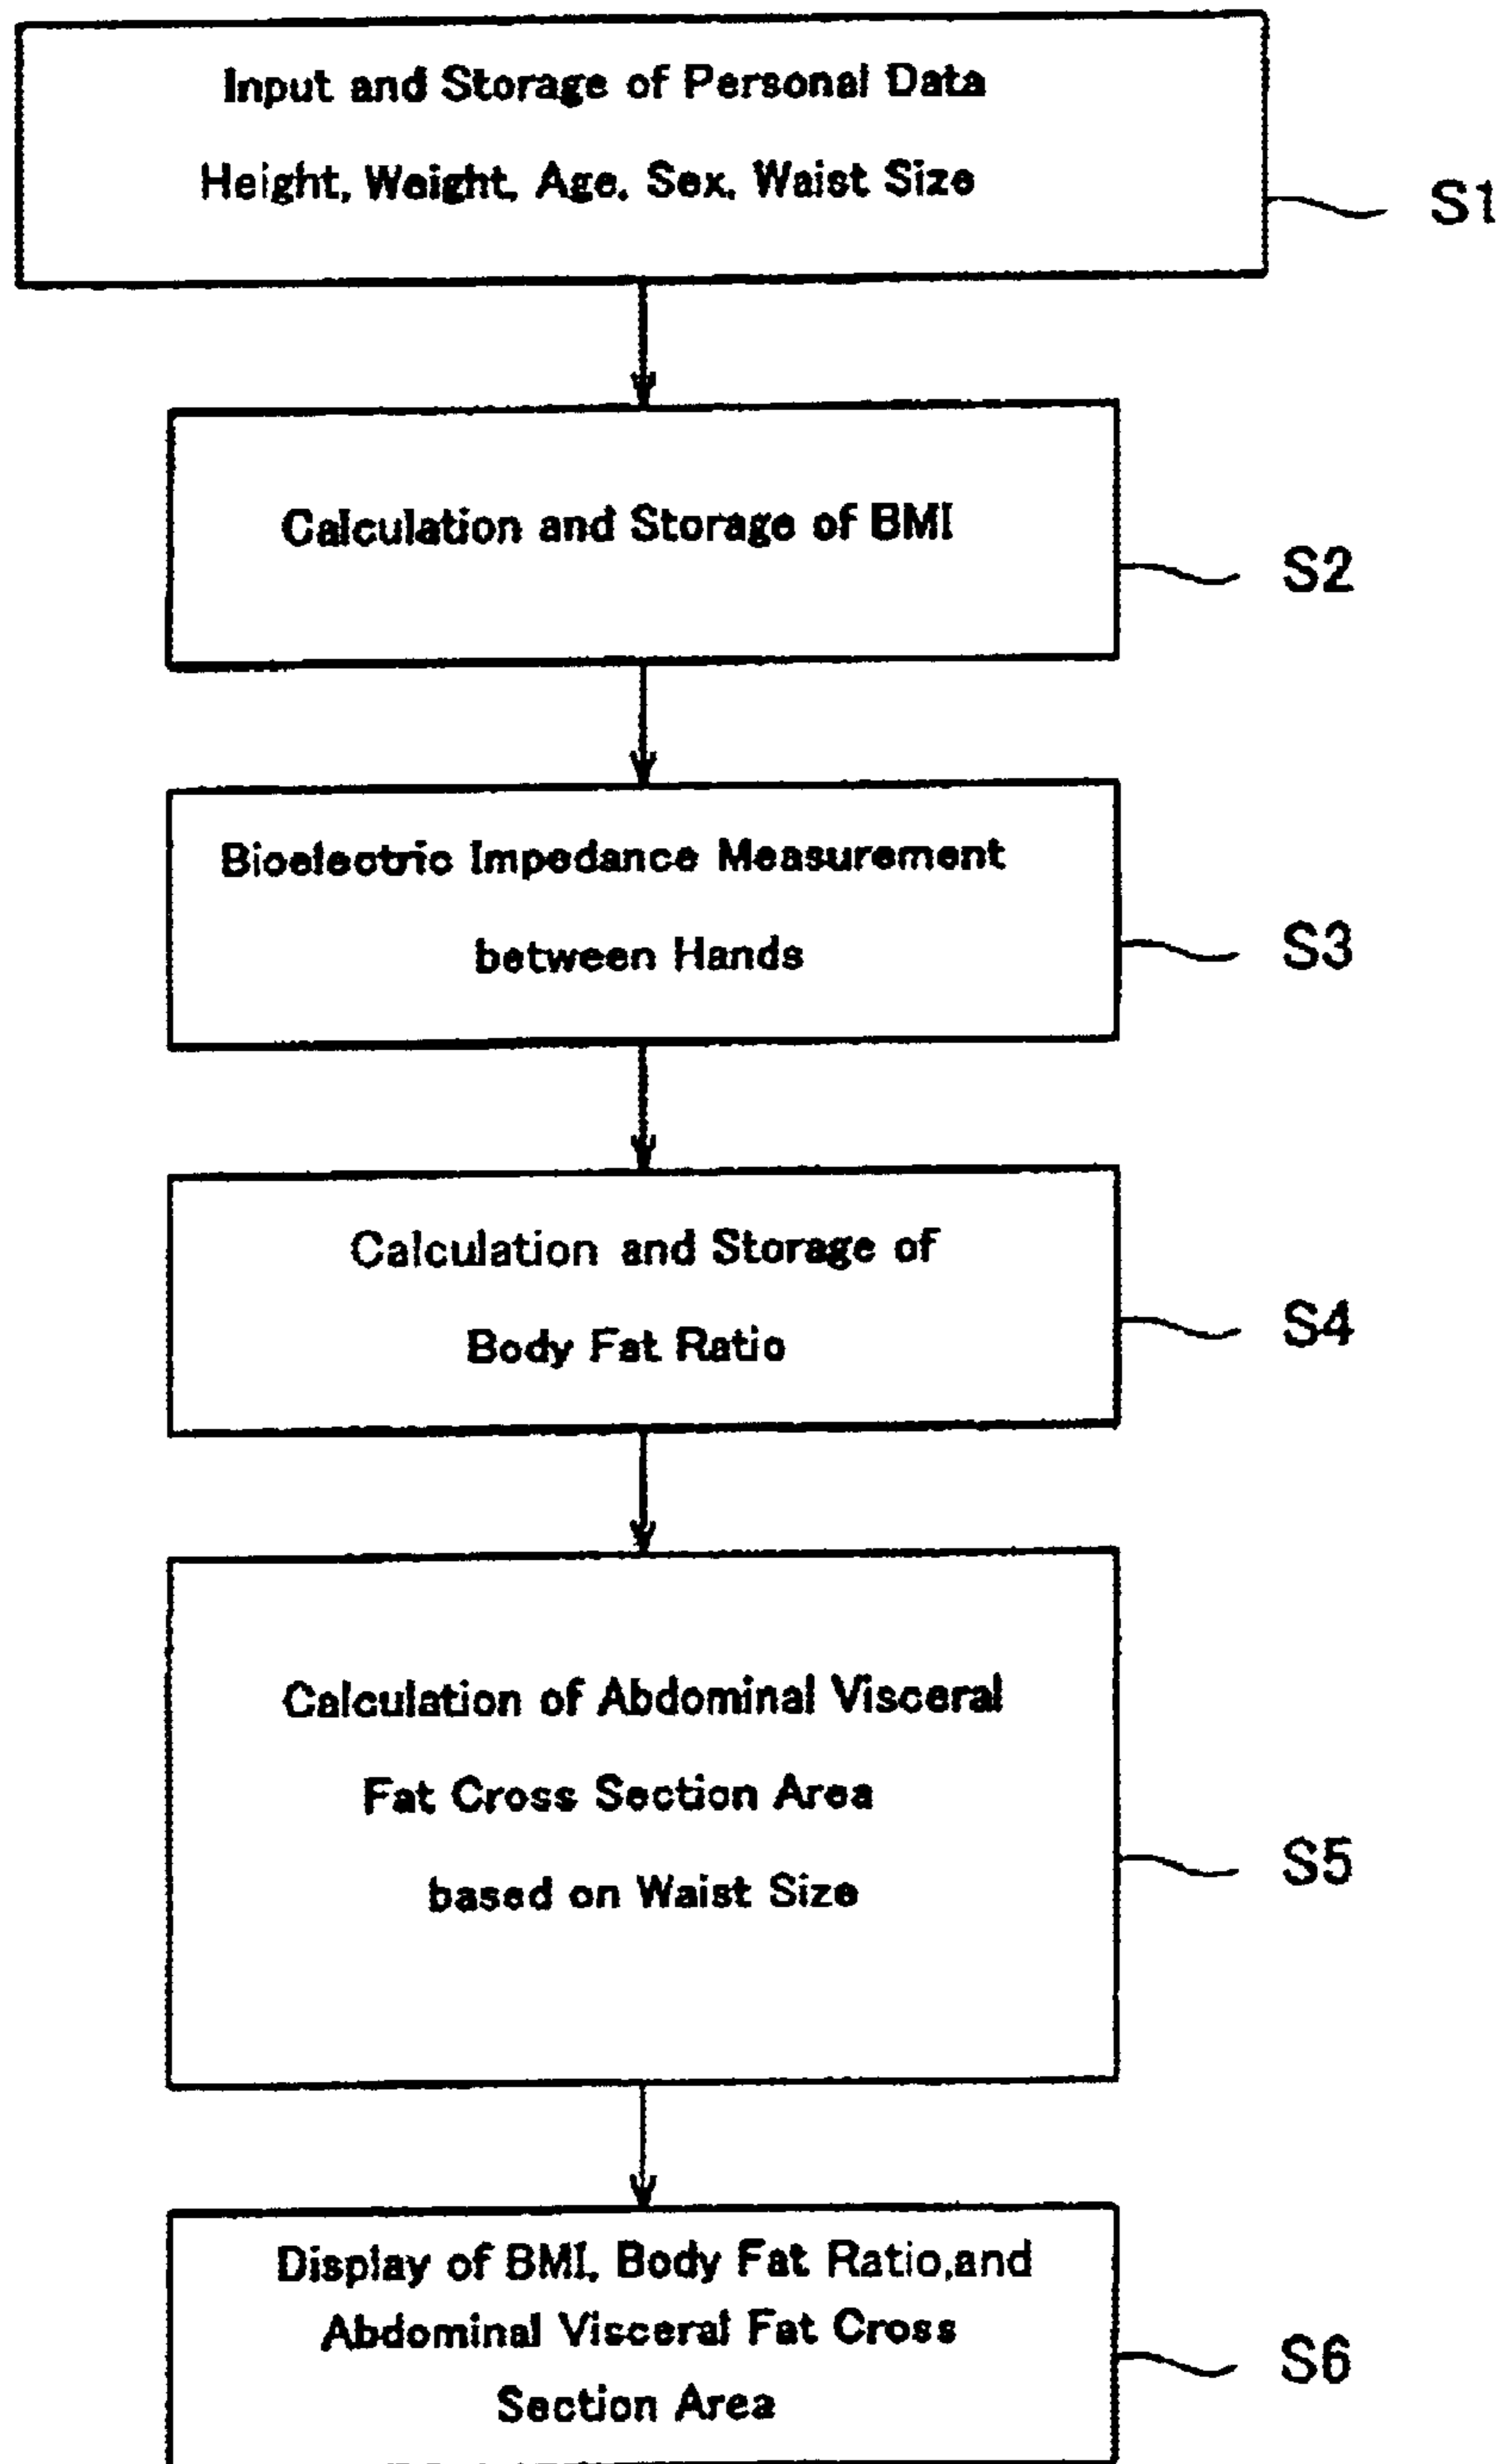 Input and Storage of Personal Data
Height, Weight, Age, Sex, Waist Size
S1
Calculation and Storage of BMI
S2
Bioelectric Impedance Measurement
between Hands
S3
Calculation and Storage of
Body Fat Ratio
S4
Calculation of Abdominal Visceral
Fat Cross Section Area
based on Waist Size
S5
Display of BMI, Body Fat Ratio,and
Abdominal Visceral Fat Cross
Section Area
S6